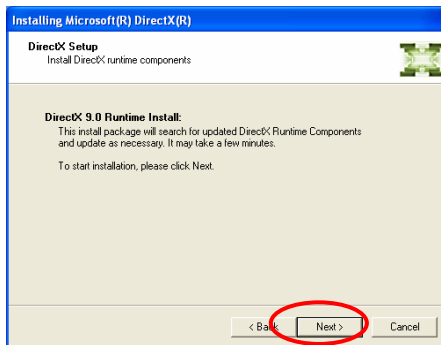 Installing Microsoft(R) DirectX(R)
DirectX Setup
Install DirectX runtime components
DirectX 9.0 Runtime Install:
This install package will search for updated DirectX Runtime Components
and update as necessary. It may take a few minutes.
To start installation, please click Next.
< Back Next > Cancel